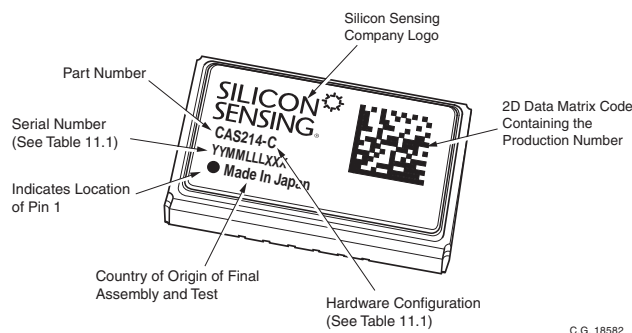 Silicon Sensing
Company Logo
Part Number
2D Data Matrix Code
Containing the
Production Number
Serial Number
(See Table 11.1)
Indicates Location
of Pin 1
SILICON
SENSING®
CAS214-C
YYMMLLLXXX
Made In Japan
Country of Origin of Final
Assembly and Test
Hardware Configuration
(See Table 11.1)
C.G. 18582